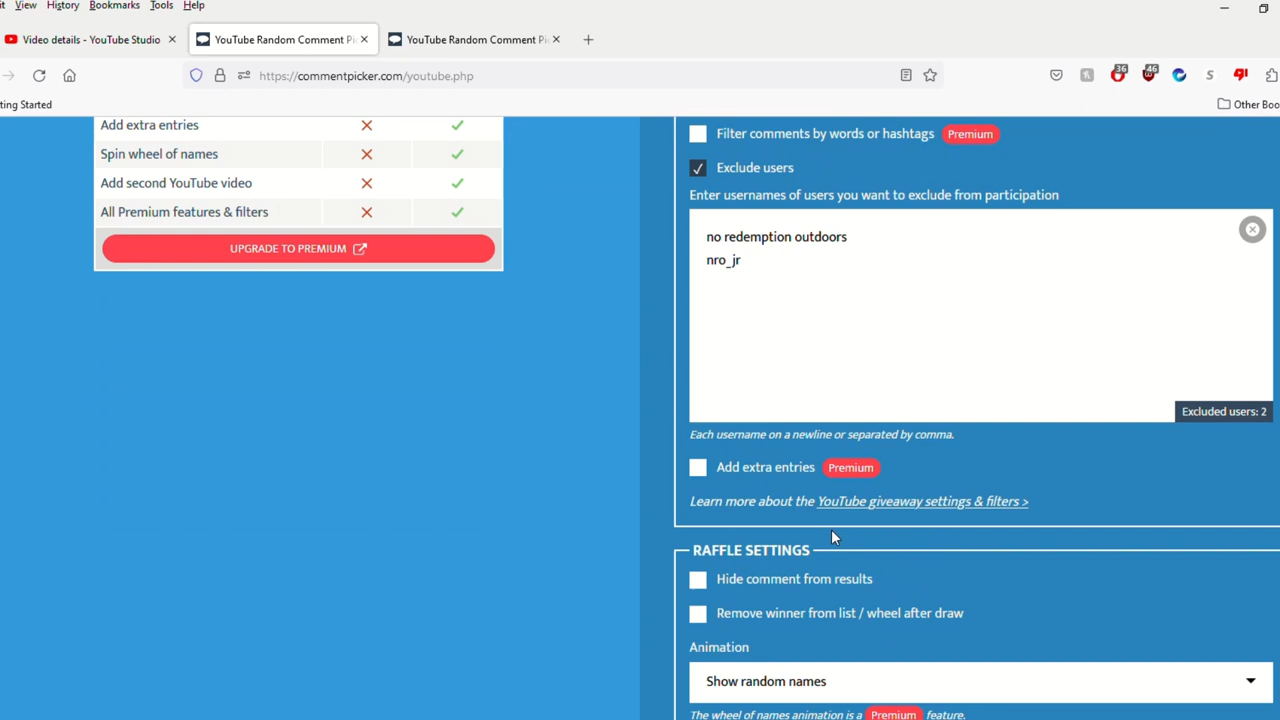 it View History Bookmarks Tools Help
Video details - YouTube Studio YouTube Random Comment Pi YouTube Random Comment Pi
https://commentpicker.com/youtube.php 36 46
ting Started Other Boo
Add extra entries
Spin wheel of names
Add second YouTube video
All Premium features & filters
UPGRADE TO PREMIUM
Filter comments by words or hashtags Premium
Exclude users
Enter usernames of users you want to exclude from participation
no redemption outdoors
nro_jr
Excluded users: 2
Each username on a newline or separated by comma.
Add extra entries Premium
Learn more about the YouTube giveaway settings & filters >
RAFFLE SETTINGS
Hide comment from results
Remove winner from list / wheel after draw
Animation
Show random names
The wheel of names animation is a Premium feature.